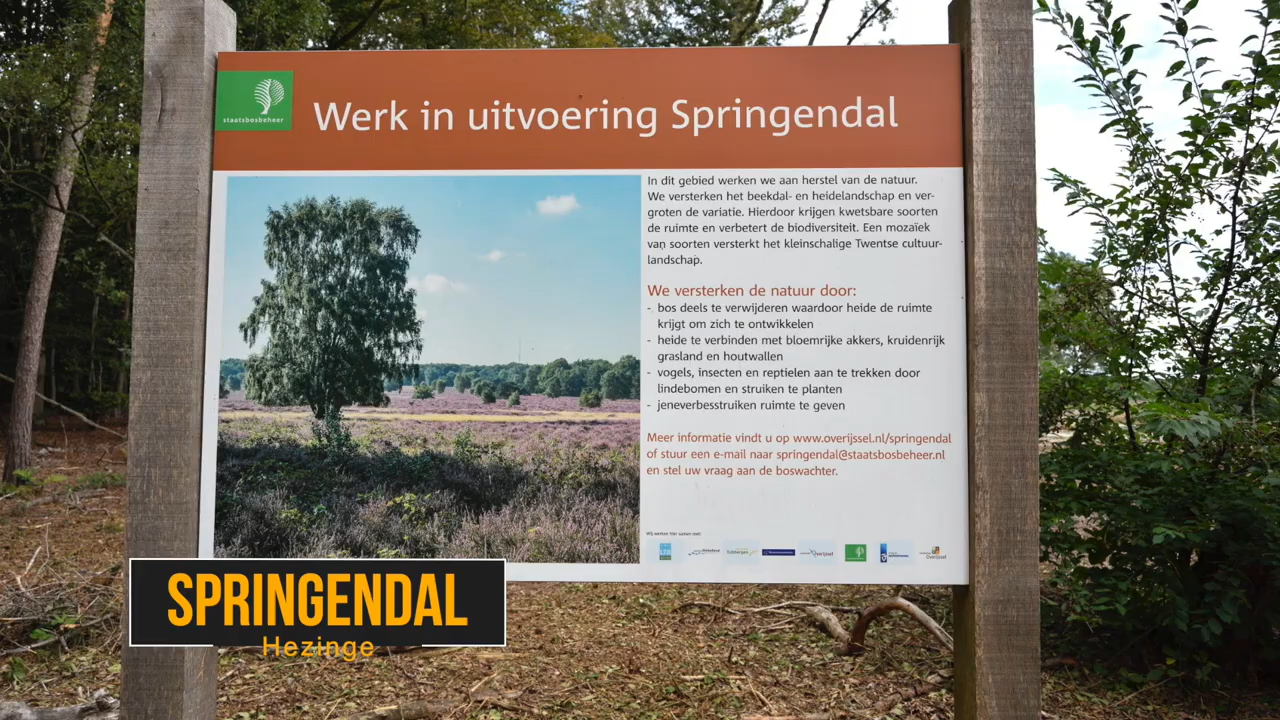 staatsbosbeheer
Werk in uitvoering Springendal
In dit gebied werken we aan herstel van de natuur.
We versterken het beekdal- en heidelandschap en ver-
groten de variatie. Hierdoor krijgen kwetsbare soorten
de ruimte en verbetert de biodiversiteit. Een mozaïek
van soorten versterkt het kleinschalige Twentse cultuur-
landschap.
We versterken de natuur door:
- bos deels te verwijderen waardoor heide de ruimte
krijgt om zich te ontwikkelen
- heide te verbinden met bloemrijke akkers, kruidenrijk
grasland en houtwallen
- vogels, insecten en reptielen aan te trekken door
lindebomen en struiken te planten
- jeneverbesstruiken ruimte te geven
Meer informatie vindt u op www.overijssel.nl/springendal
of stuur een e-mail naar springendal@staatsbosbeheer.nl
en stel uw vraag aan de boswachter.
Wij werken hier samen met:
SPRINGENDAL
Hezinge